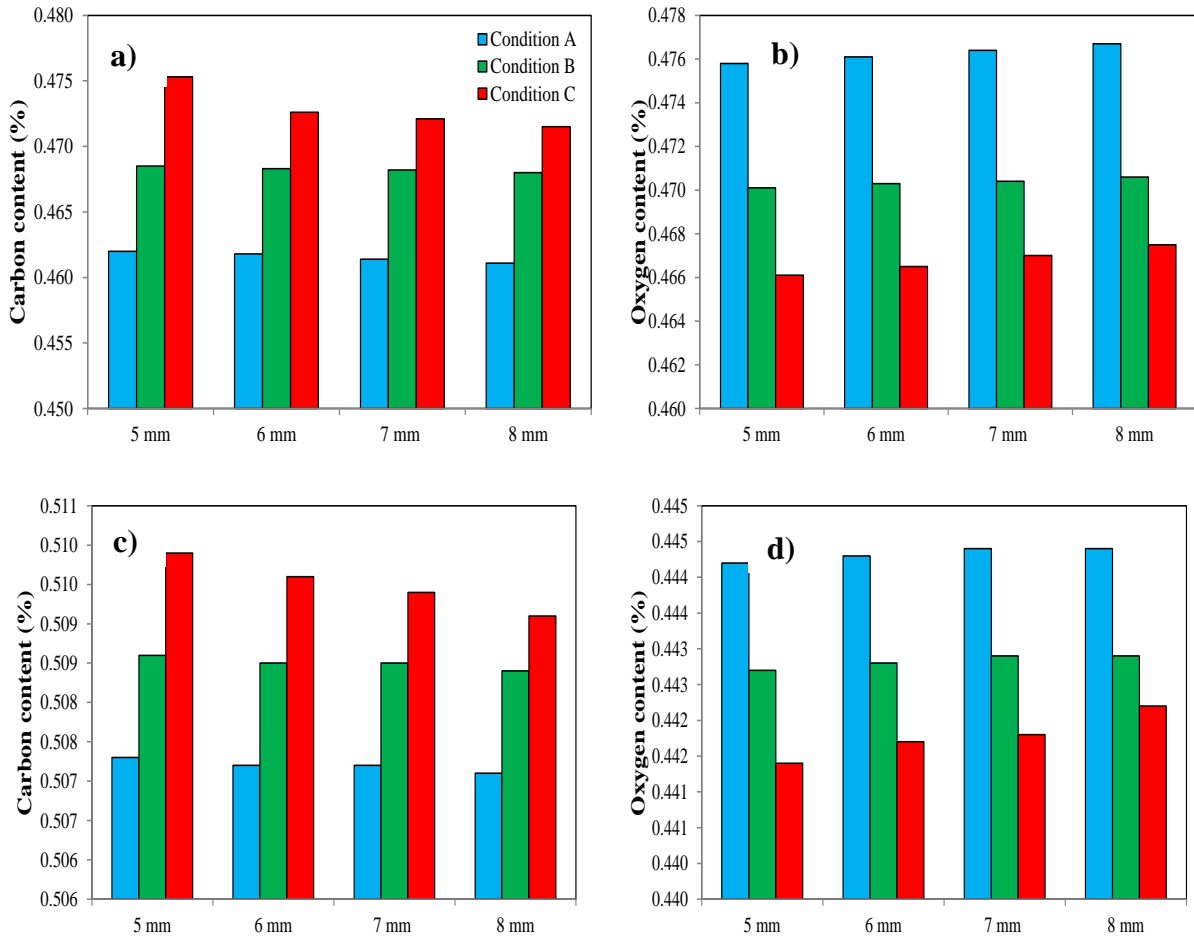 a)
Condition A
Condition B
Condition C
Carbon content (%)
0.480
0.475
0.470
0.465
0.460
0.455
0.450
5 mm 6 mm 7 mm 8 mm
b)
Oxygen content (%)
0.478
0.476
0.474
0.472
0.470
0.468
0.466
0.464
0.462
0.460
5 mm 6 mm 7 mm 8 mm
c)
Carbon content (%)
0.511
0.510
0.510
0.509
0.509
0.508
0.508
0.507
0.507
0.506
0.506
5 mm 6 mm 7 mm 8 mm
d)
Oxygen content (%)
0.445
0.445
0.444
0.444
0.443
0.443
0.442
0.442
0.441
0.441
0.440
0.440
5 mm 6 mm 7 mm 8 mm